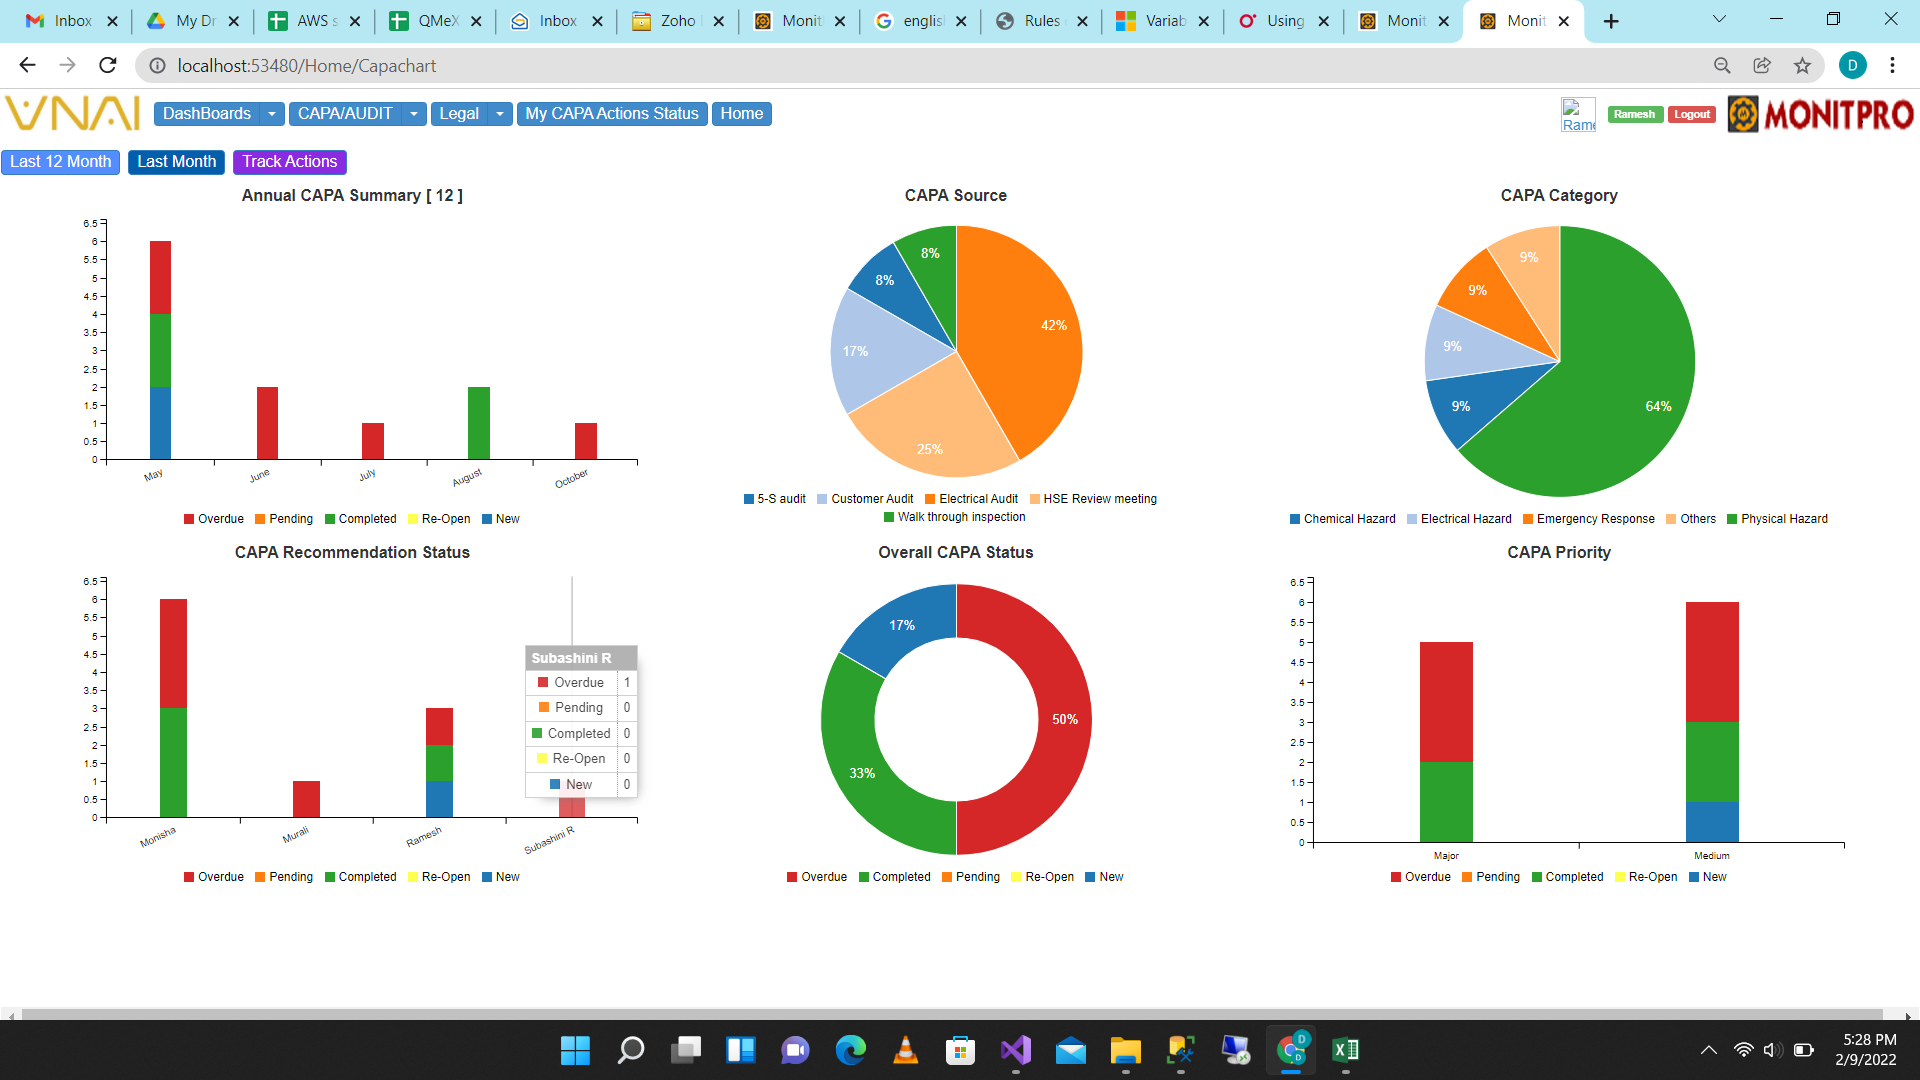 Inbox
My Dr
AWS s
QMeX
Inbox
Zoho
Monit
englis
Rules
Variab
Using
Monit
Monit
localhost:53480/Home/Capachart
D
VNAI
DashBoards
CAPA/AUDIT
Legal
My CAPA Actions Status
Home
Rame
Ramesh
Logout
MONITPRO
Last 12 Month
Last Month
Track Actions
Annual CAPA Summary [ 12 ]
6.5
6
5.5
5
4.5
4
3.5
3
2.5
2
1.5
1
0.5
0
May
June
July
August
October
Overdue Pending Completed Re-Open New
CAPA Source
8%
8%
42%
17%
25%
5-S audit Customer Audit Electrical Audit HSE Review meeting
Walk through inspection
CAPA Category
9%
9%
9%
9%
64%
Chemical Hazard Electrical Hazard Emergency Response Others Physical Hazard
CAPA Recommendation Status
6.5
6
5.5
5
4.5
4
3.5
3
2.5
2
1.5
1
0.5
0
Monisha
Murali
Ramesh
Subashini R
Subashini R
Overdue 1
Pending 0
Completed 0
Re-Open 0
New 0
Overdue Pending Completed Re-Open New
Overall CAPA Status
17%
50%
33%
Overdue Completed Pending Re-Open New
CAPA Priority
6.5
6
5.5
5
4.5
4
3.5
3
2.5
2
1.5
1
0.5
0
Major
Medium
Overdue Pending Completed Re-Open New
D
D
5:28 PM
2/9/2022